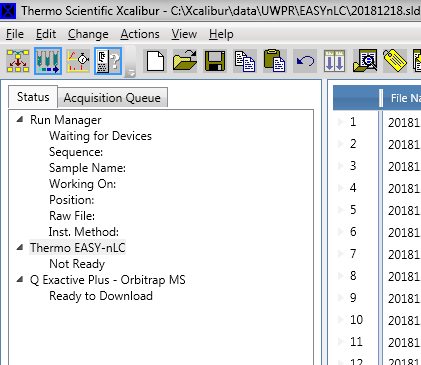 Thermo Scientific Xcalibur - C:\Xcalibur\data\UWPR\EASYnLC\20181218.sld
File Edit Change Actions View Help
Status Acquisition Queue
File Na
Run Manager
Waiting for Devices
Sequence:
Sample Name:
Working On:
Position:
Raw File:
Inst. Method:
Thermo EASY-nLC
Not Ready
Q Exactive Plus - Orbitrap MS
Ready to Download
1 20181
2 20181
3 20181
4 20181
5 20181
6 20181
7 20181
8 20181
9 20181
10 20181
11 20181
12 20181